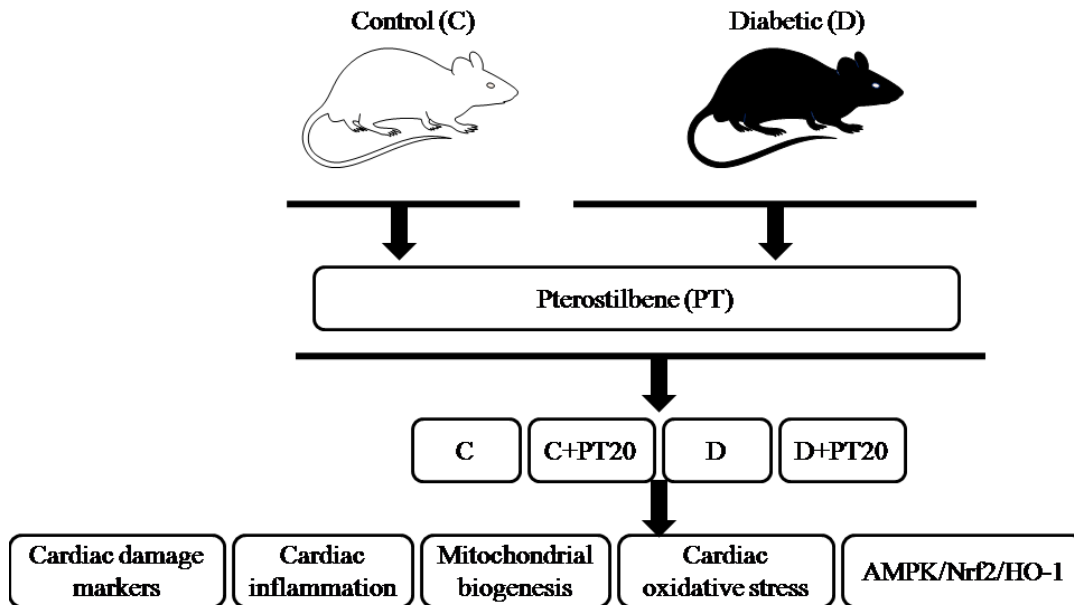 Control (C)
Diabetic (D)
Pterostilbene (PT)
C
C+PT20
D
D+PT20
Cardiac damage
markers
Cardiac
inflammation
Mitochondrial
biogenesis
Cardiac
oxidative stress
AMPK/Nrf2/HO-1